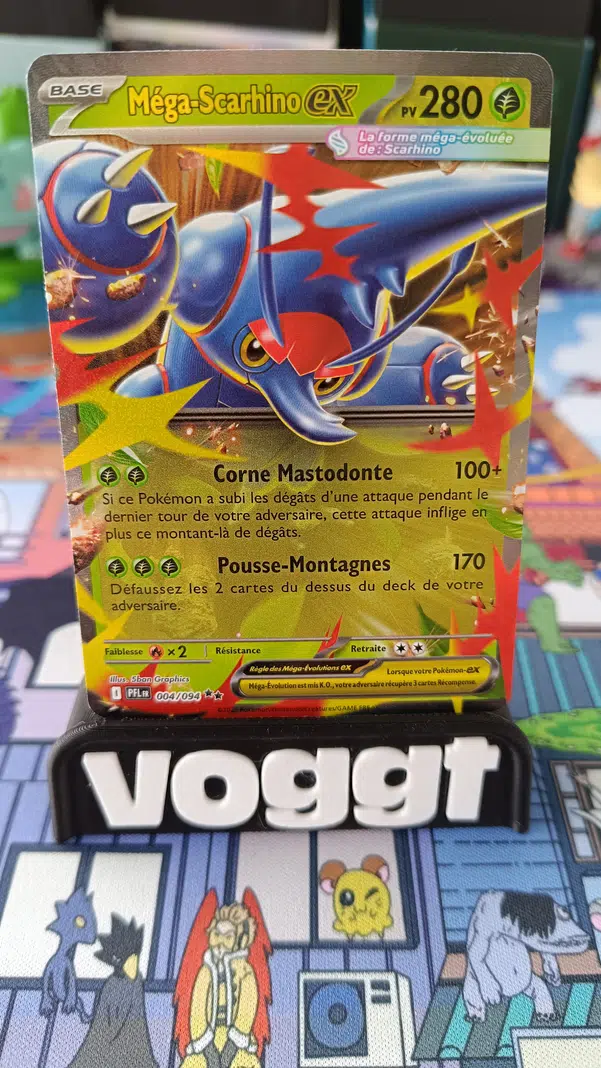 BASE
Méga-Scarhino ex PV 280
La forme méga-évoluée
de : Scarhino
Corne Mastodonte 100+
Si ce Pokémon a subi les dégâts d'une attaque pendant le
dernier tour de votre adversaire, cette attaque inflige en
plus ce montant-là de dégâts.
Pousse-Montagnes 170
Défaussez les 2 cartes du dessus du deck de votre
adversaire.
Faiblesse ×2 Résistance Retraite
Illus. 5ban Graphics
Règle des Méga-Évolutions ex Lorsque votre Pokémon-ex
Méga-Évolution est mis K.O., votre adversaire récupère 3 cartes Récompense.
I PFL FR 004/094
voggt